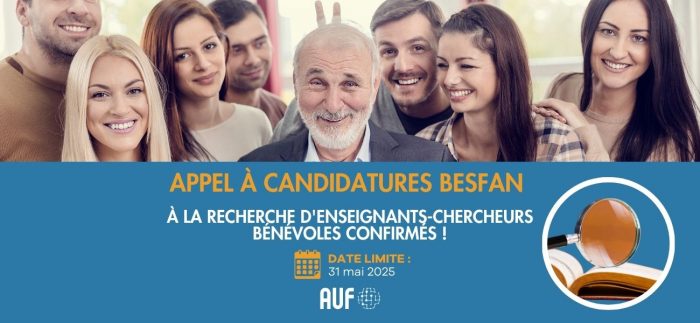 APPEL À CANDIDATURES BESFAN
À LA RECHERCHE D'ENSEIGNANTS-CHERCHEURS
BÉNÉVOLES CONFIRMÉS !
DATE LIMITE :
31 mai 2025
AUF